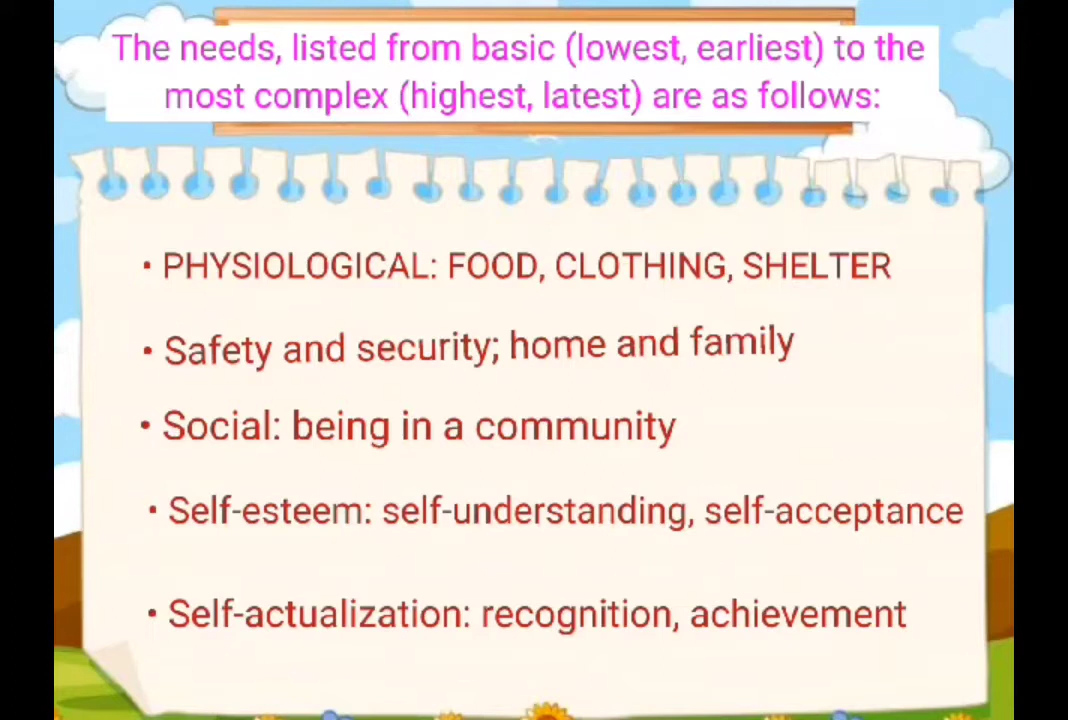 The needs, listed from basic (lowest, earliest) to the
most complex (highest, latest) are as follows:
• PHYSIOLOGICAL: FOOD, CLOTHING, SHELTER
• Safety and security; home and family
• Social: being in a community
• Self-esteem: self-understanding, self-acceptance
• Self-actualization: recognition, achievement